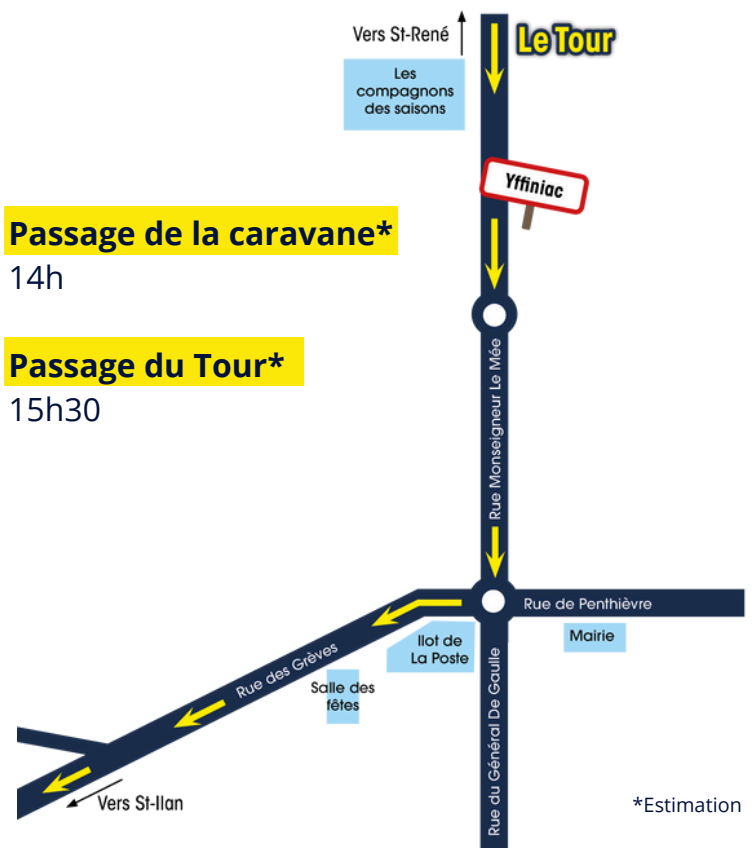 Vers St-René
Le Tour
Les
compagnons
des saisons
Yffiniac
Passage de la caravane*
14h
Passage du Tour*
15h30
Rue Monseigneur Le Mée
Rue de Penthièvre
Mairie
Ilot de
La Poste
Rue des Grèves
Salle des
fêtes
Rue du Général De Gaulle
Vers St-Ilan
*Estimation